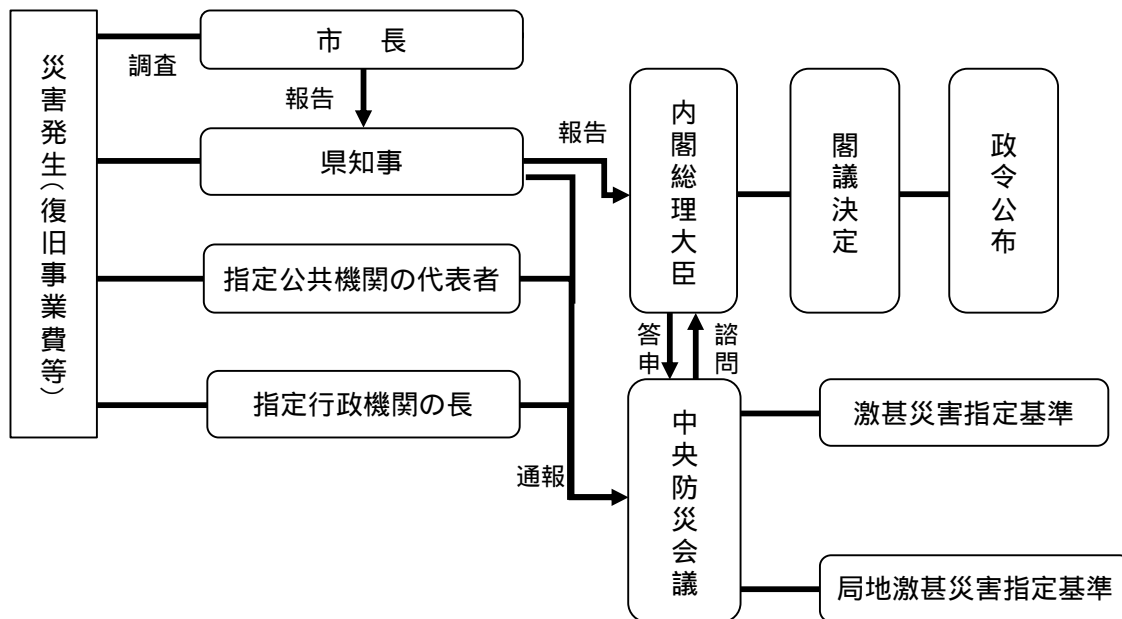 災害発生(復旧事業費等)
調査
市 長
報告
県知事
報告
指定公共機関の代表者
指定行政機関の長
通報
内閣総理大臣
閣議決定
政令公布
答申
諮問
中央防災会議
激甚災害指定基準
局地激甚災害指定基準